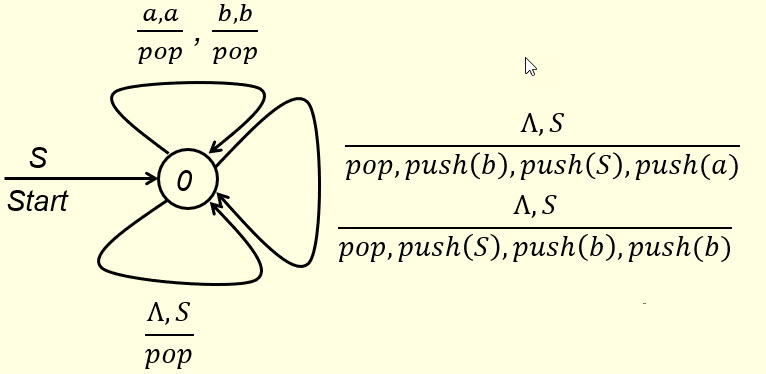 a,a / pop , b,b / pop
S
Start
0
Λ, S / pop, push(b), push(S), push(a)
Λ, S / pop, push(S), push(b), push(b)
Λ, S / pop